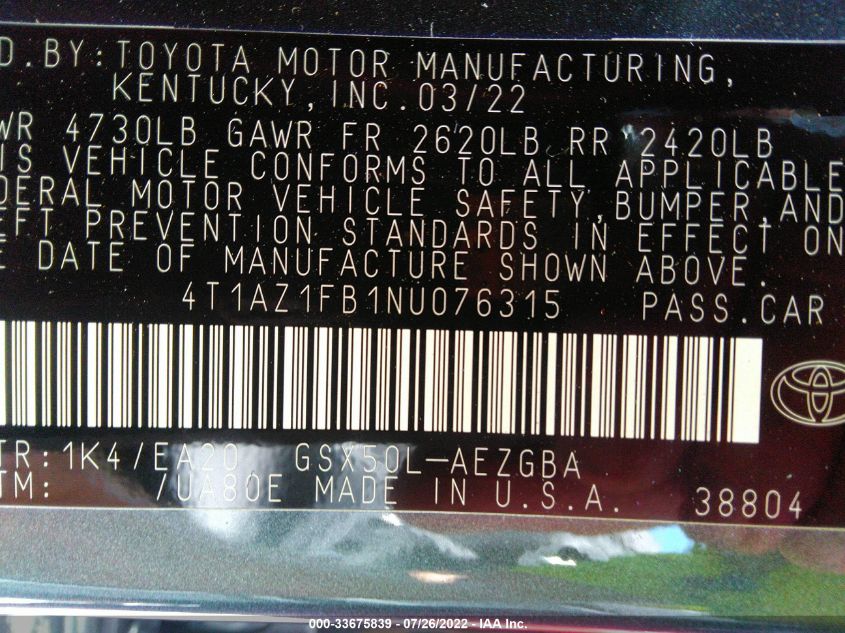 D.BY:TOYOTA MOTOR MANUFACTURING,
KENTUCKY,INC.03/22
WR 4730LB GAWR FR 2620LB RR 2420LB
IS VEHICLE CONFORMS TO ALL APPLICABLE
DERAL MOTOR VEHICLE SAFETY,BUMPER,AND
EFT PREVENTION STANDARDS IN EFFECT ON
E DATE OF MANUFACTURE SHOWN ABOVE.
4T1AZ1FB1NU076315 PASS.CAR
TR:1K4/EA20 GSX50L-AEZGBA
TM: /UA80E MADE IN U.S.A. 38804
000-33675839 - 07/26/2022 - IAA Inc.